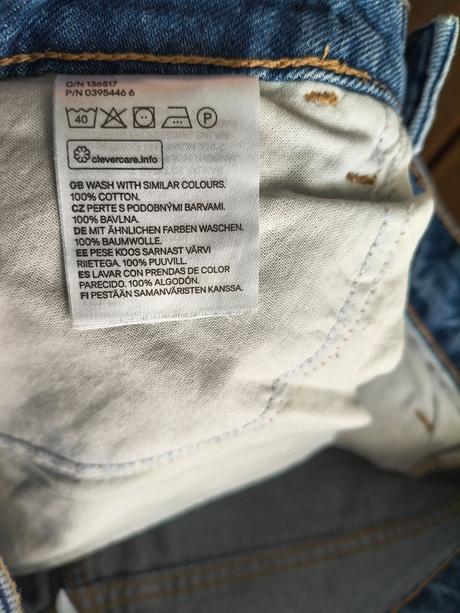 O/N 136517
P/N 0395446 6
40 P
clevercare.info
GB WASH WITH SIMILAR COLOURS.
100% COTTON.
CZ PERTE S PODOBNÝMI BARVAMI.
100% BAVLNA.
DE MIT ÄHNLICHEN FARBEN WASCHEN.
100% BAUMWOLLE.
EE PESE KOOS SARNAST VÄRVI
RIIETEGA. 100% PUUVILL.
ES LAVAR CON PRENDAS DE COLOR
PARECIDO. 100% ALGODÓN.
FI PESTÄÄN SAMANVÄRISTEN KANSSA.